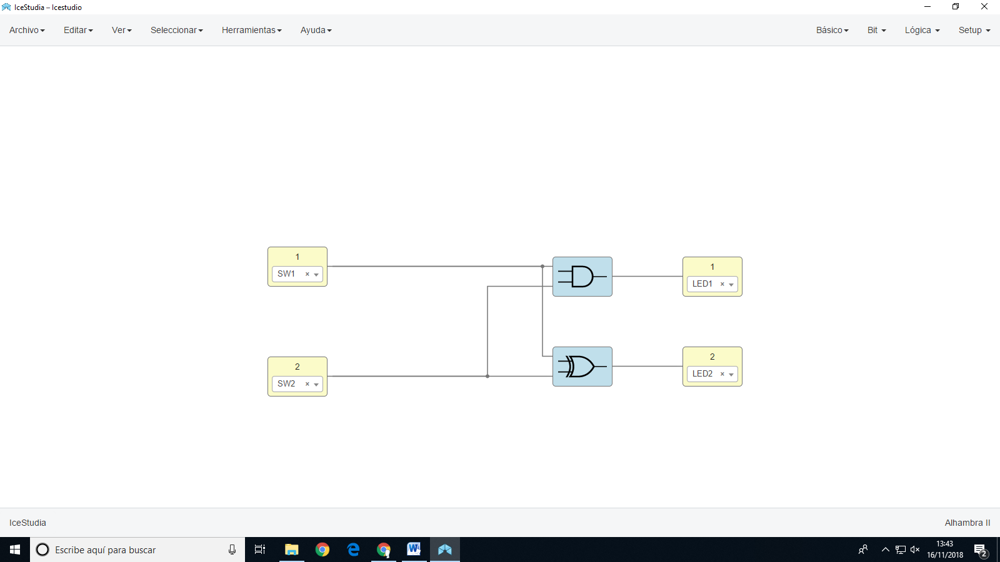 IceStudia – Icestudio
Archivo Editar Ver Seleccionar Herramientas Ayuda Básico Bit Lógica Setup
1
SW1 ×
1
LED1 ×
2
SW2 ×
2
LED2 ×
IceStudia Alhambra II
Escribe aquí para buscar
13:43
16/11/2018
2